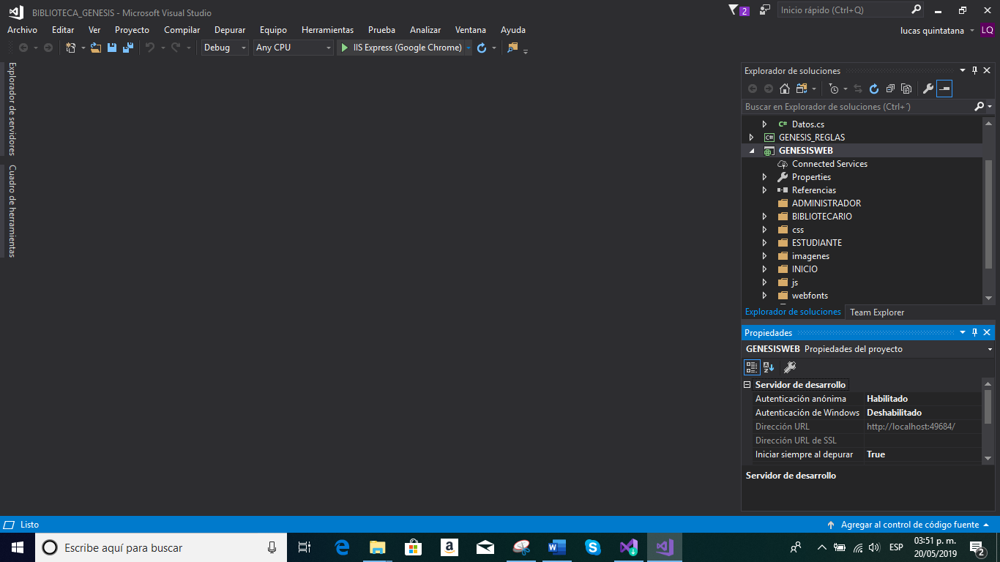 BIBLIOTECA_GENESIS - Microsoft Visual Studio
2
Inicio rápido (Ctrl+Q)
Archivo Editar Ver Proyecto Compilar Depurar Equipo Herramientas Prueba Analizar Ventana Ayuda
lucas quintatana LQ
Debug Any CPU IIS Express (Google Chrome)
Explorador de servidores
Cuadro de herramientas
Explorador de soluciones
Buscar en Explorador de soluciones (Ctrl+´)
C# Datos.cs
C# GENESIS_REGLAS
GENESISWEB
Connected Services
Properties
Referencias
ADMINISTRADOR
BIBLIOTECARIO
css
ESTUDIANTE
imagenes
INICIO
js
webfonts
Explorador de soluciones Team Explorer
Propiedades
GENESISWEB Propiedades del proyecto
Servidor de desarrollo
Autenticación anónima Habilitado
Autenticación de Windows Deshabilitado
Dirección URL http://localhost:49684/
Dirección URL de SSL
Iniciar siempre al depurar True
Servidor de desarrollo
Listo
Agregar al control de código fuente
Escribe aquí para buscar
ESP
03:51 p. m.
20/05/2019
2